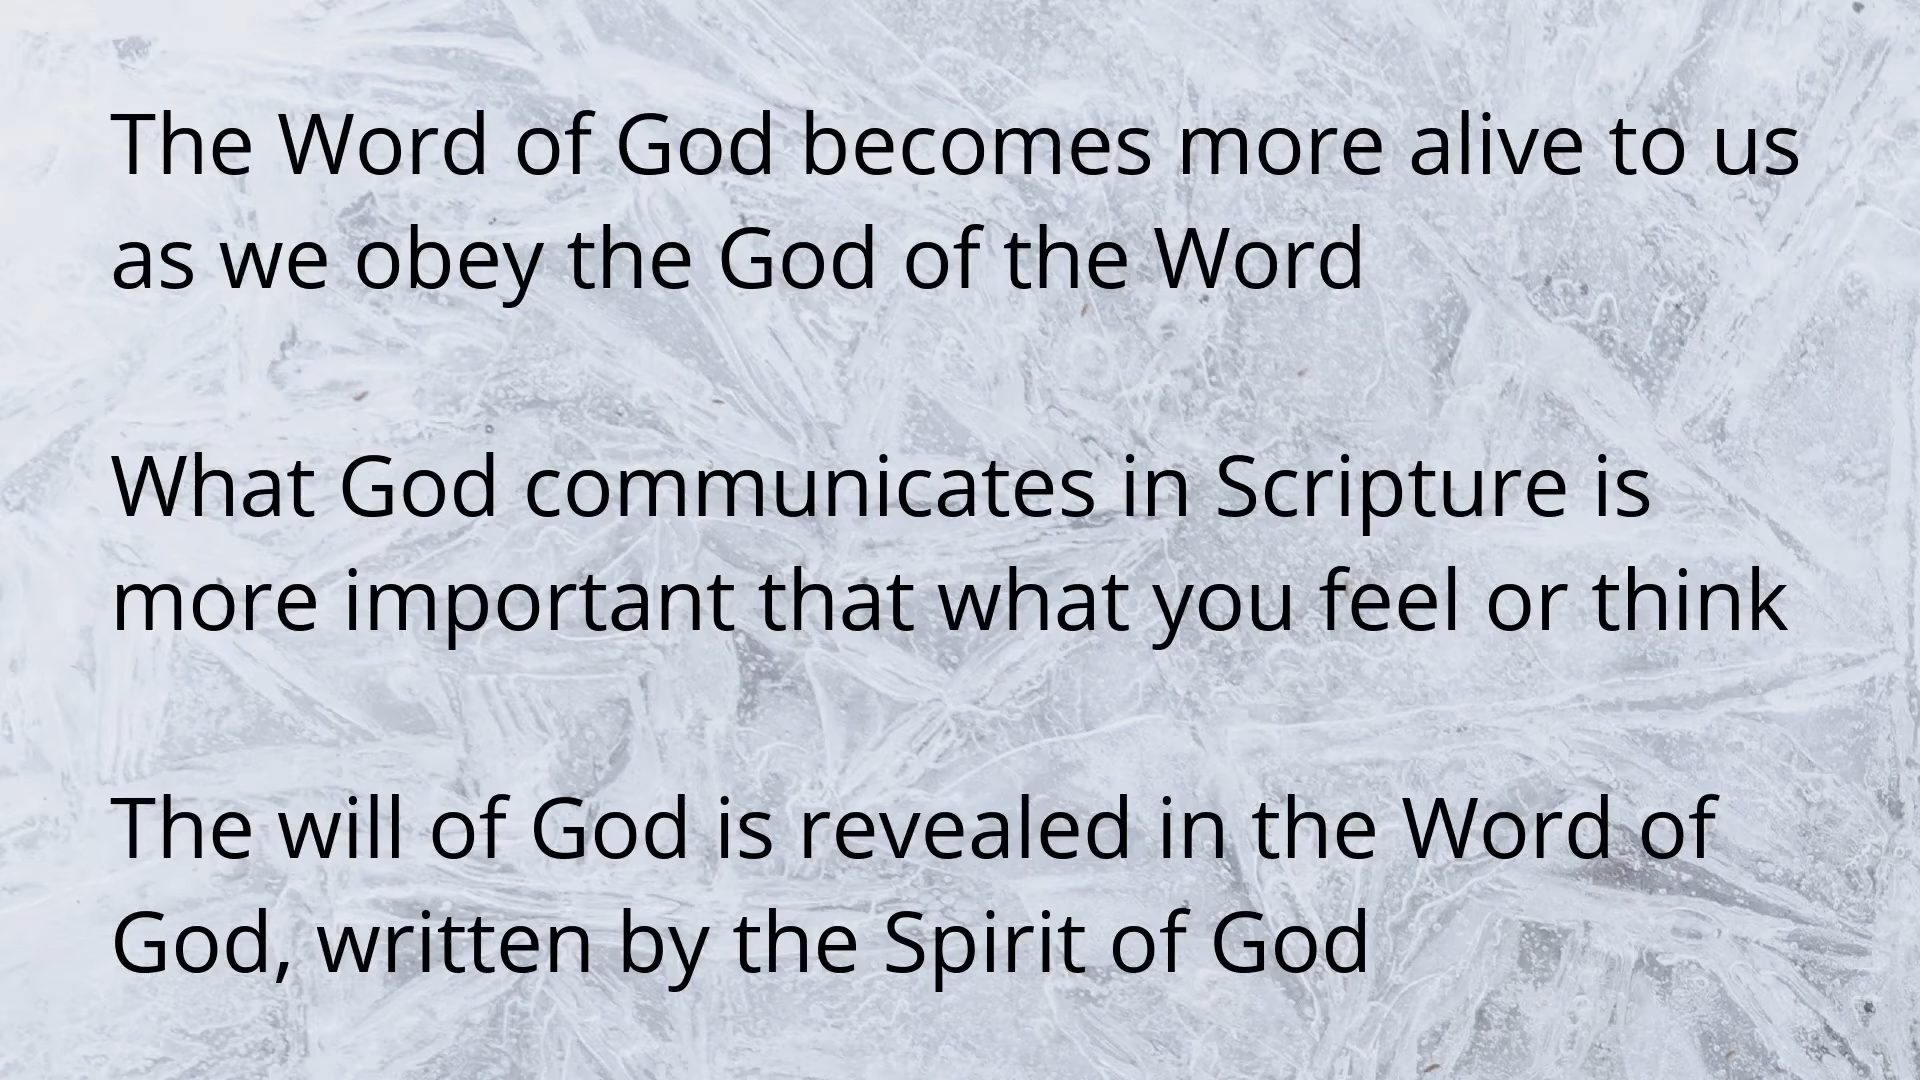 The Word of God becomes more alive to us
as we obey the God of the Word
What God communicates in Scripture is
more important that what you feel or think
The will of God is revealed in the Word of
God, written by the Spirit of God